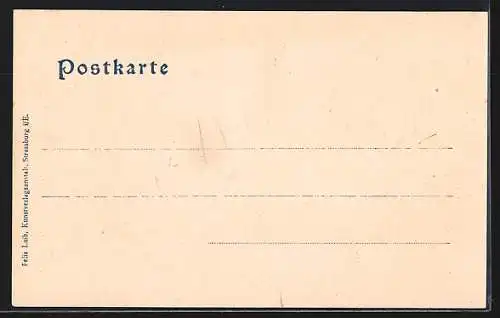 Postkarte
Felix Luib, Kunstverlagsanstalt, Strassburg i/E.